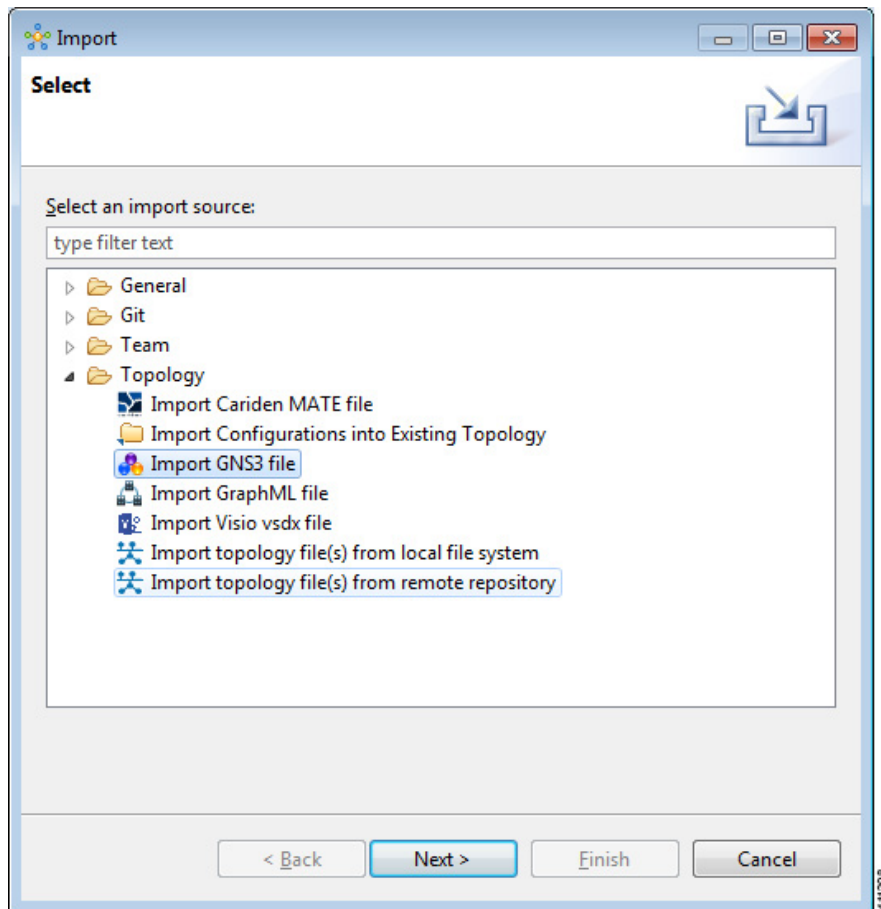 Import
Select
Select an import source:
type filter text
General
Git
Team
Topology
Import Cariden MATE file
Import Configurations into Existing Topology
Import GNS3 file
Import GraphML file
Import Visio vsdx file
Import topology file(s) from local file system
Import topology file(s) from remote repository
< Back Next > Finish Cancel